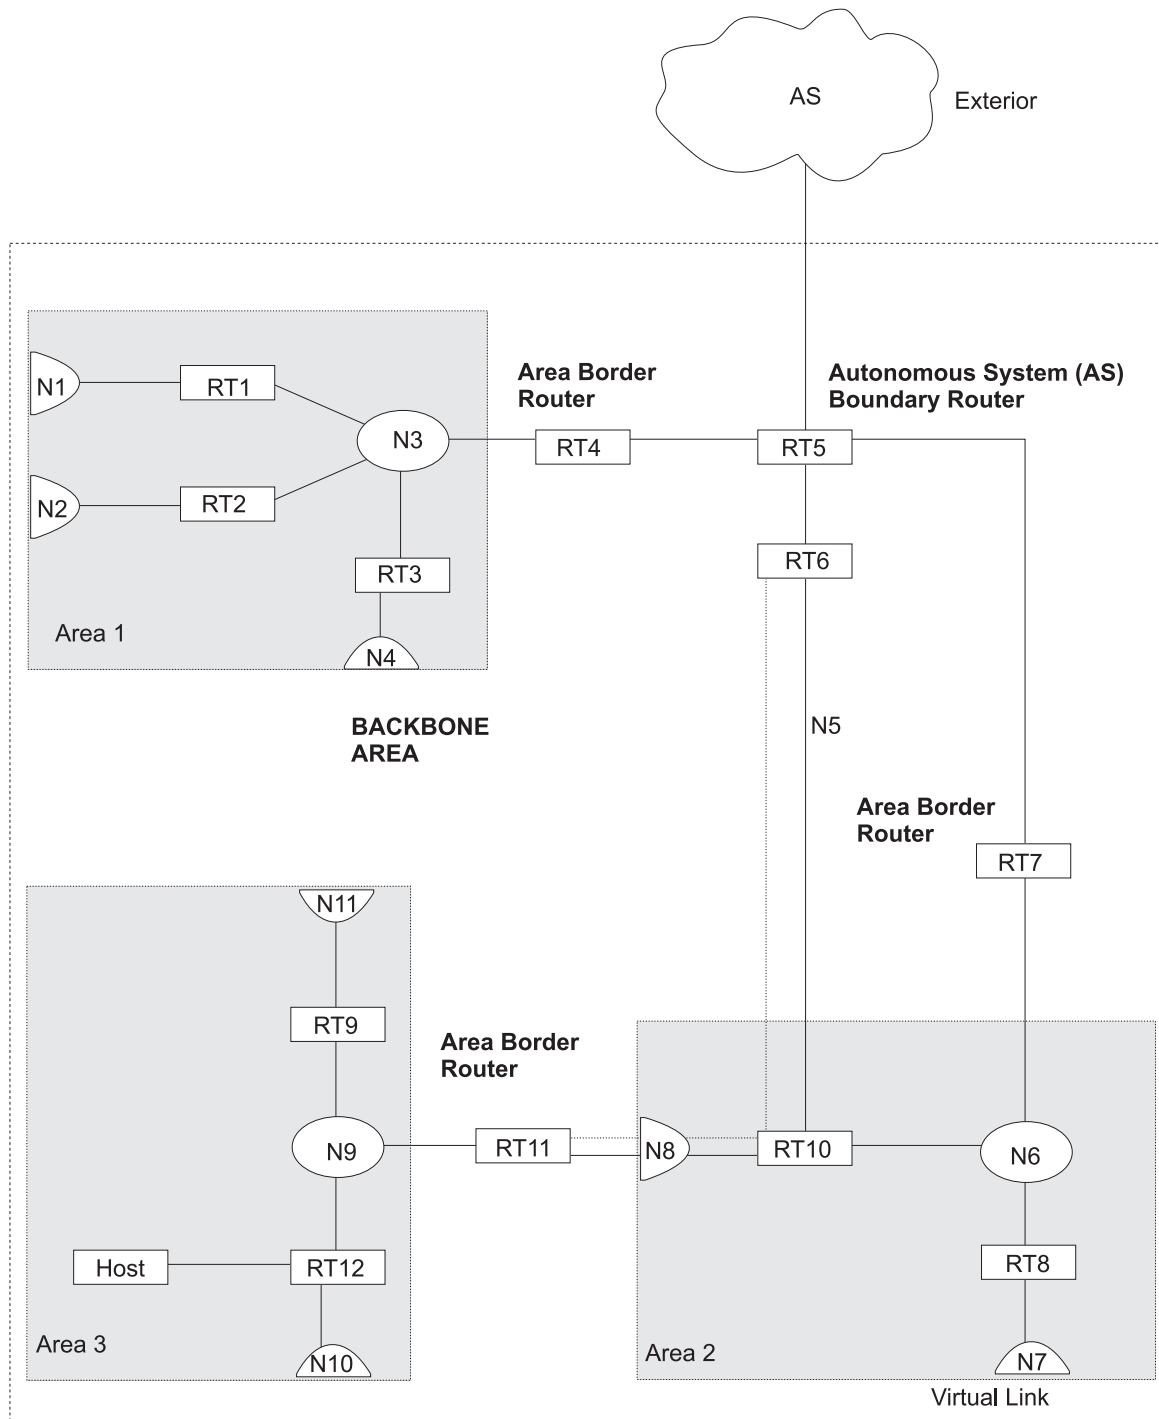 AS
Exterior
Area Border
Router
Autonomous System (AS)
Boundary Router
N1
RT1
N3
RT4
RT5
N2
RT2
RT6
RT3
Area 1
N4
BACKBONE
AREA
N5
Area Border
Router
RT7
N11
RT9
Area Border
Router
N9
RT11
N8
RT10
N6
Host
RT12
RT8
Area 3
N10
Area 2
N7
Virtual Link